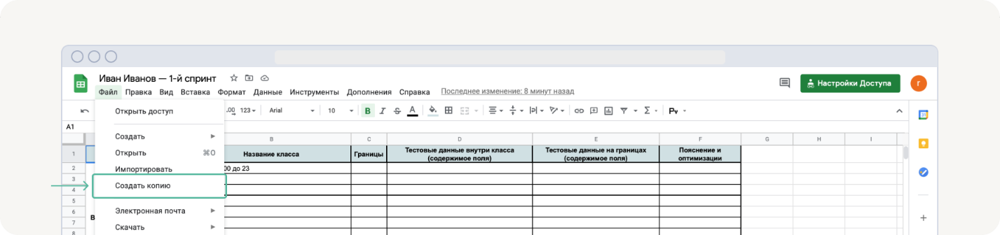 Иван Иванов — 1-й спринт
Файл Правка Вид Вставка Формат Данные Инструменты Дополнения Справка Последнее изменение: 8 минут назад
Настройки Доступа
г
.00 123 Arial 10 B I S A Σ Ру
A1
Открыть доступ
Создать
Открыть ⌘O
Импортировать
Создать копию
Электронная почта
Скачать
B C D E F G H I
1 Название класса Границы Тестовые данные внутри класса (содержимое поля) Тестовые данные на границах (содержимое поля) Пояснение и оптимизации
2 00 до 23
3
4
5
6
7 В
8
31